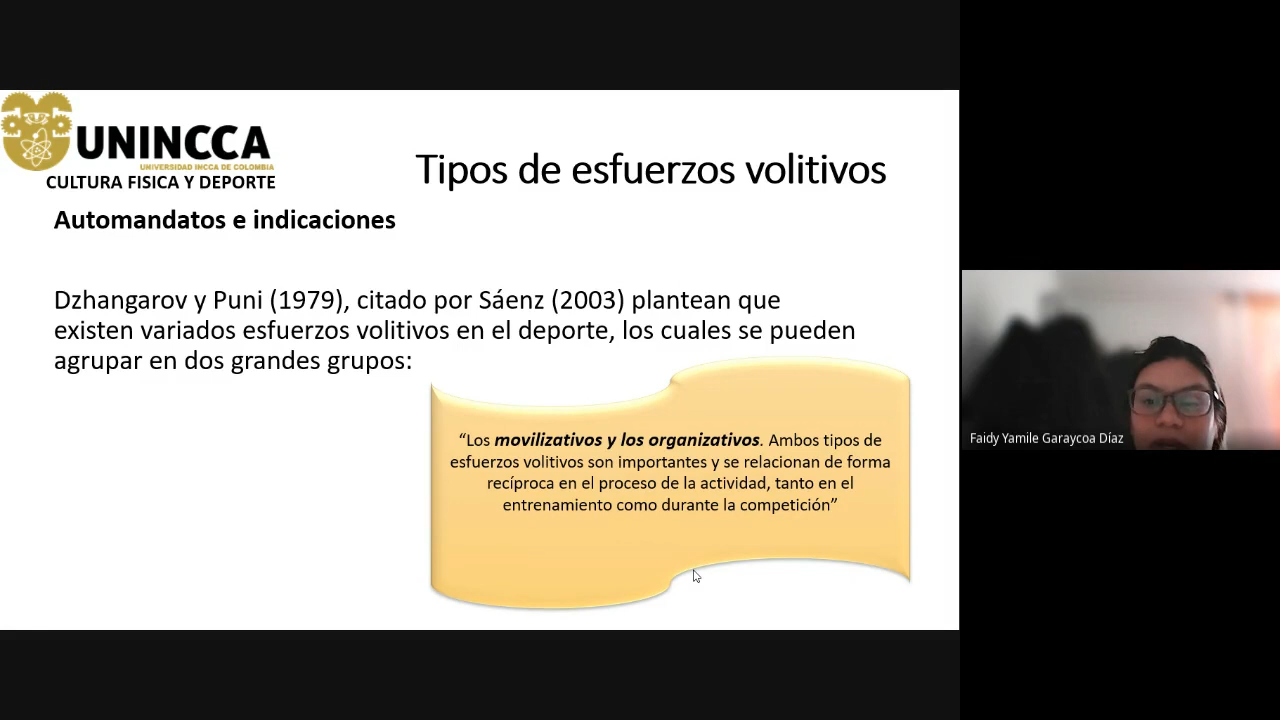 UNINCCA
UNIVERSIDAD INCCA DE COLOMBIA
CULTURA FISICA Y DEPORTE
Tipos de esfuerzos volitivos
Automandatos e indicaciones
Dzhangarov y Puni (1979), citado por Sáenz (2003) plantean que
existen variados esfuerzos volitivos en el deporte, los cuales se pueden
agrupar en dos grandes grupos:
“Los movilizativos y los organizativos. Ambos tipos de
esfuerzos volitivos son importantes y se relacionan de forma
recíproca en el proceso de la actividad, tanto en el
entrenamiento como durante la competición”
Faidy Yamile Garaycoa Díaz